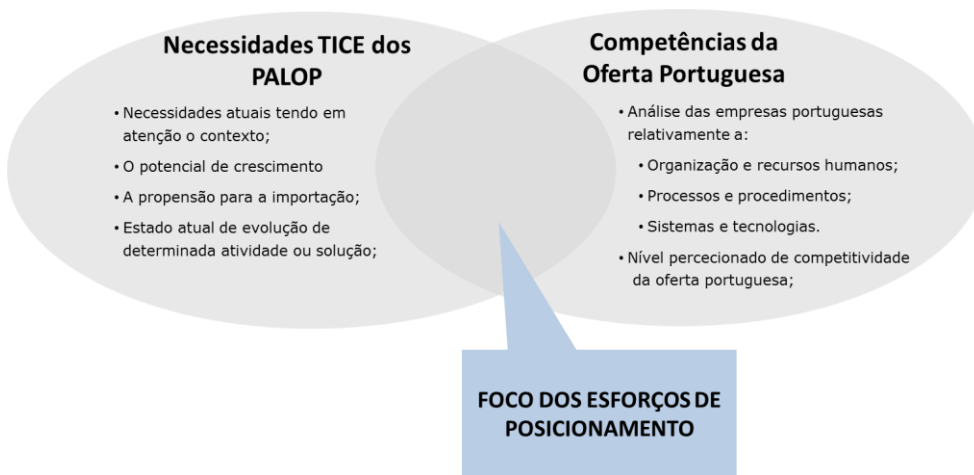 Necessidades TICE dos
PALOP
• Necessidades atuais tendo em
atenção o contexto;
• O potencial de crescimento
• A propensão para a importação;
• Estado atual de evolução de
determinada atividade ou solução;
Competências da
Oferta Portuguesa
• Análise das empresas portuguesas
relativamente a:
• Organização e recursos humanos;
• Processos e procedimentos;
• Sistemas e tecnologias.
• Nível percecionado de competitividade
da oferta portuguesa;
FOCO DOS ESFORÇOS DE
POSICIONAMENTO